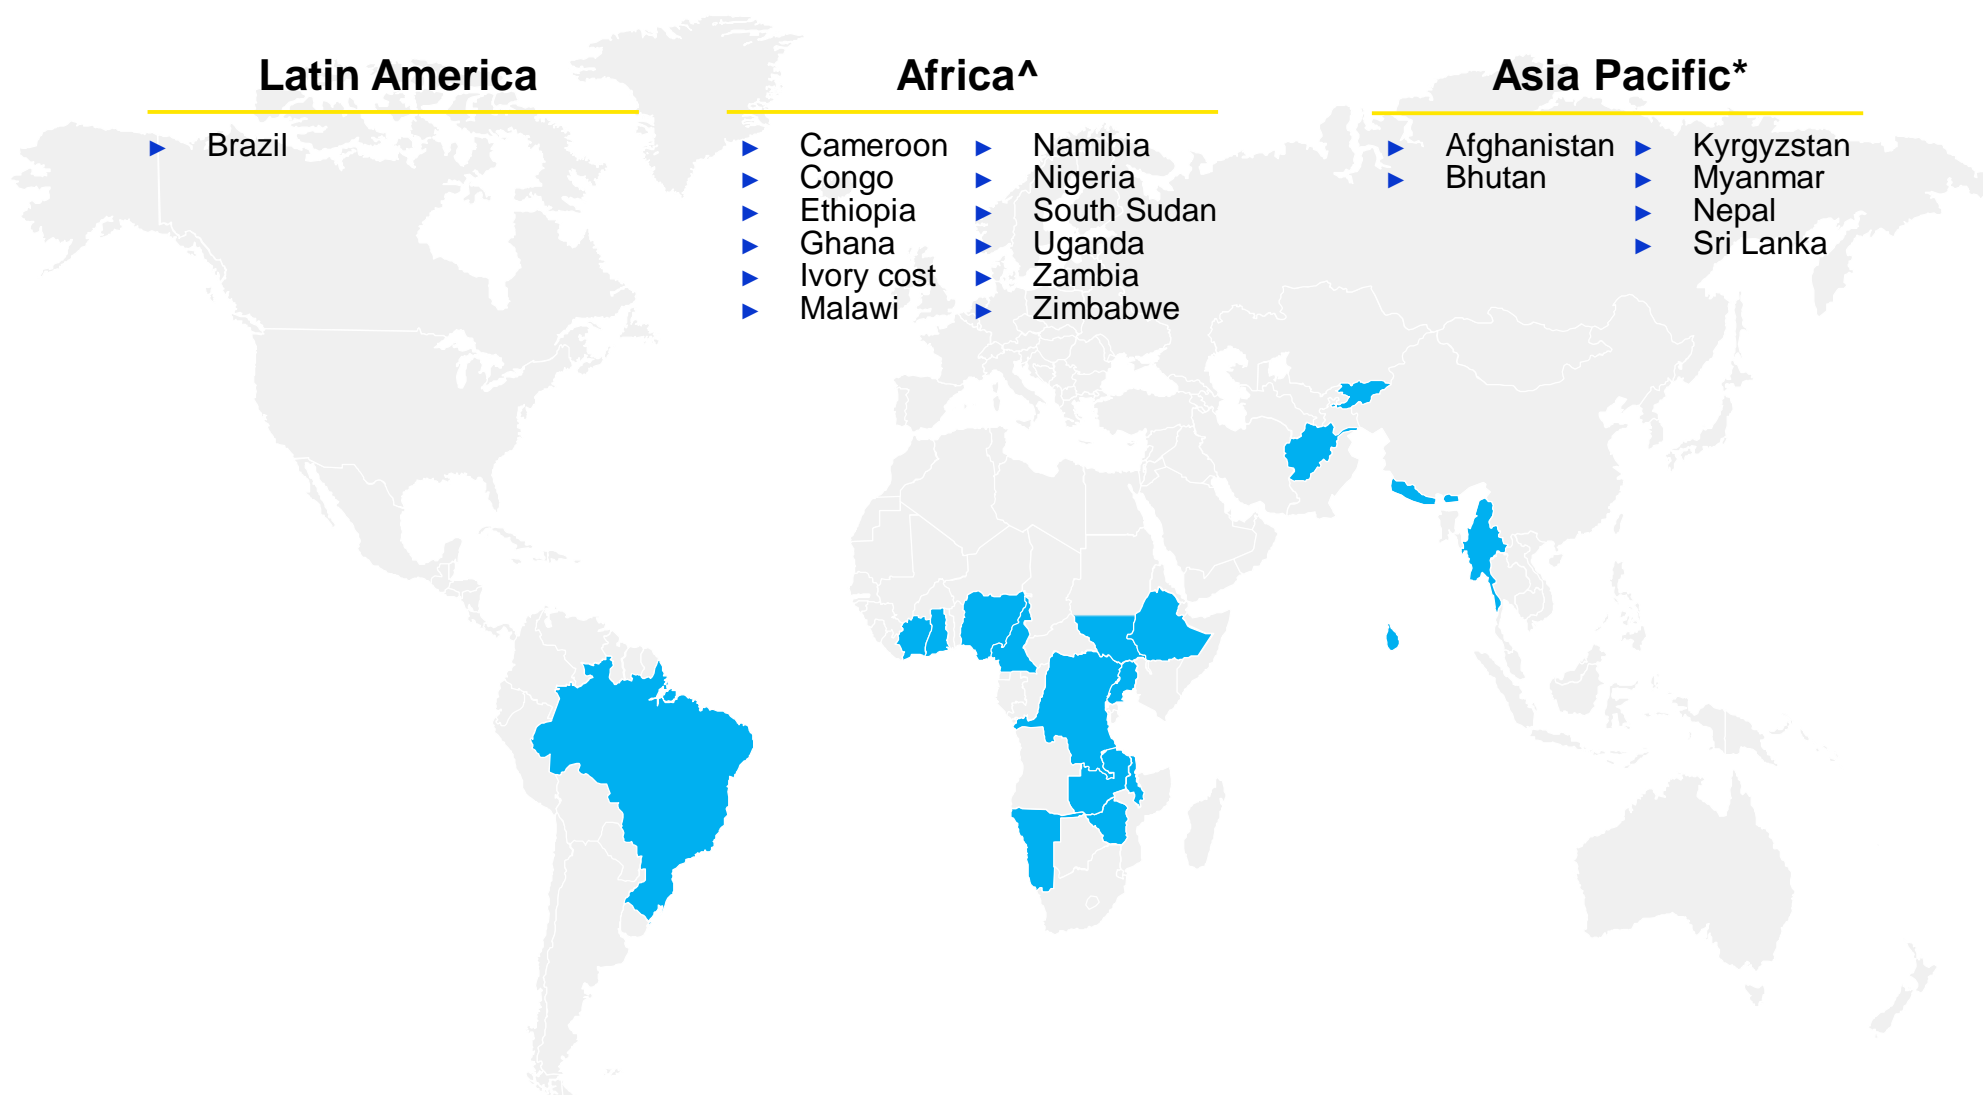 Latin America
► Brazil
Africa^
► Cameroon
► Congo
► Ethiopia
► Ghana
► Ivory cost
► Malawi
► Namibia
► Nigeria
► South Sudan
► Uganda
► Zambia
► Zimbabwe
Asia Pacific*
► Afghanistan
► Bhutan
► Kyrgyzstan
► Myanmar
► Nepal
► Sri Lanka